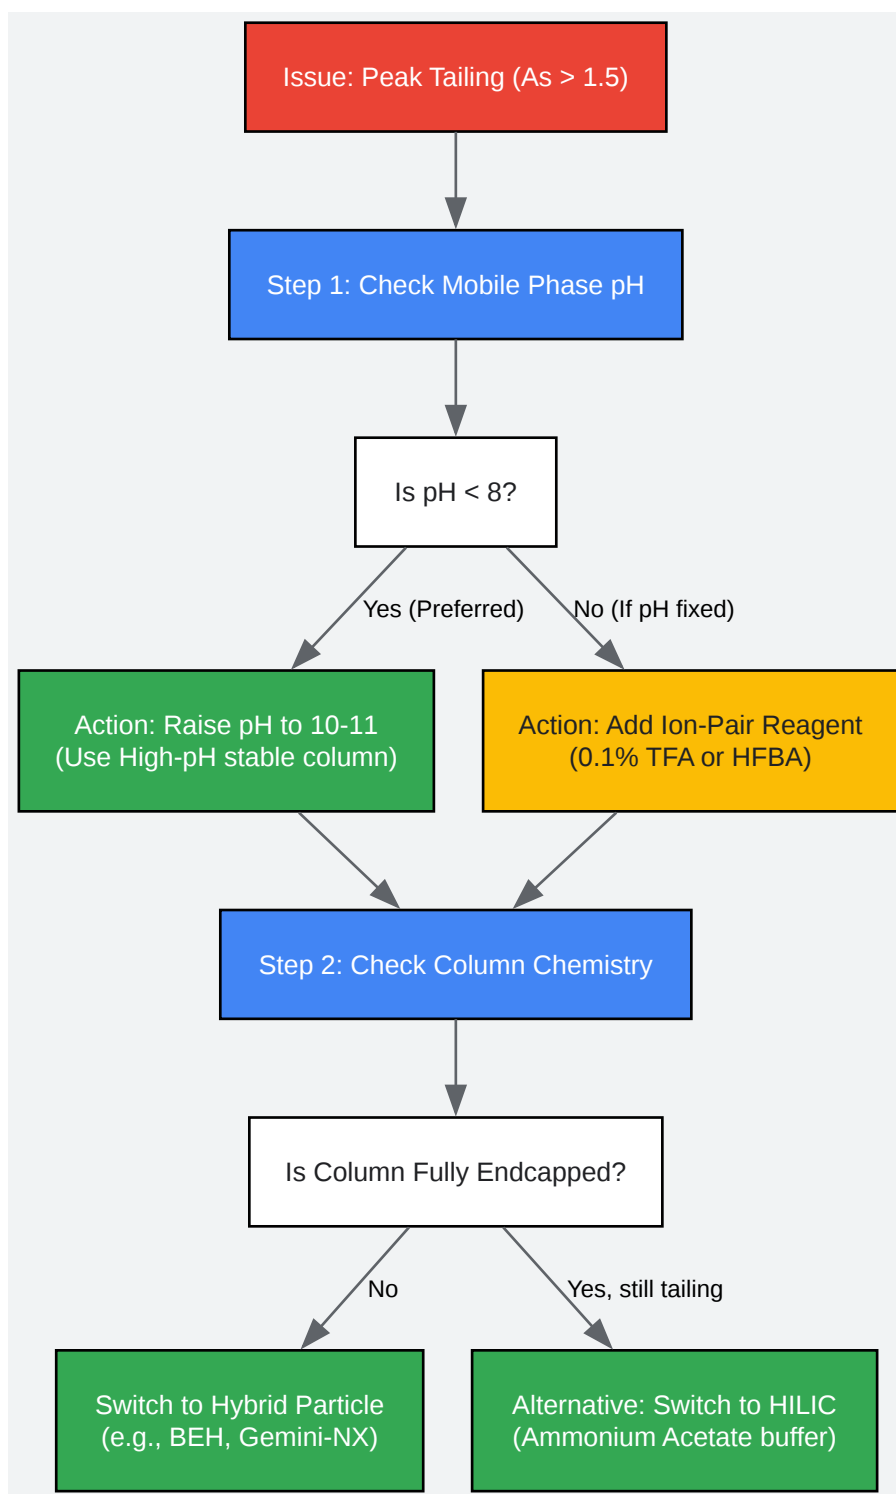 Issue: Peak Tailing (As > 1.5)
Step 1: Check Mobile Phase pH
Is pH < 8?
Yes (Preferred)
No (If pH fixed)
Action: Raise pH to 10-11
(Use High-pH stable column)
Action: Add Ion-Pair Reagent
(0.1% TFA or HFBA)
Step 2: Check Column Chemistry
Is Column Fully Endcapped?
No
Yes, still tailing
Switch to Hybrid Particle
(e.g., BEH, Gemini-NX)
Alternative: Switch to HILIC
(Ammonium Acetate buffer)